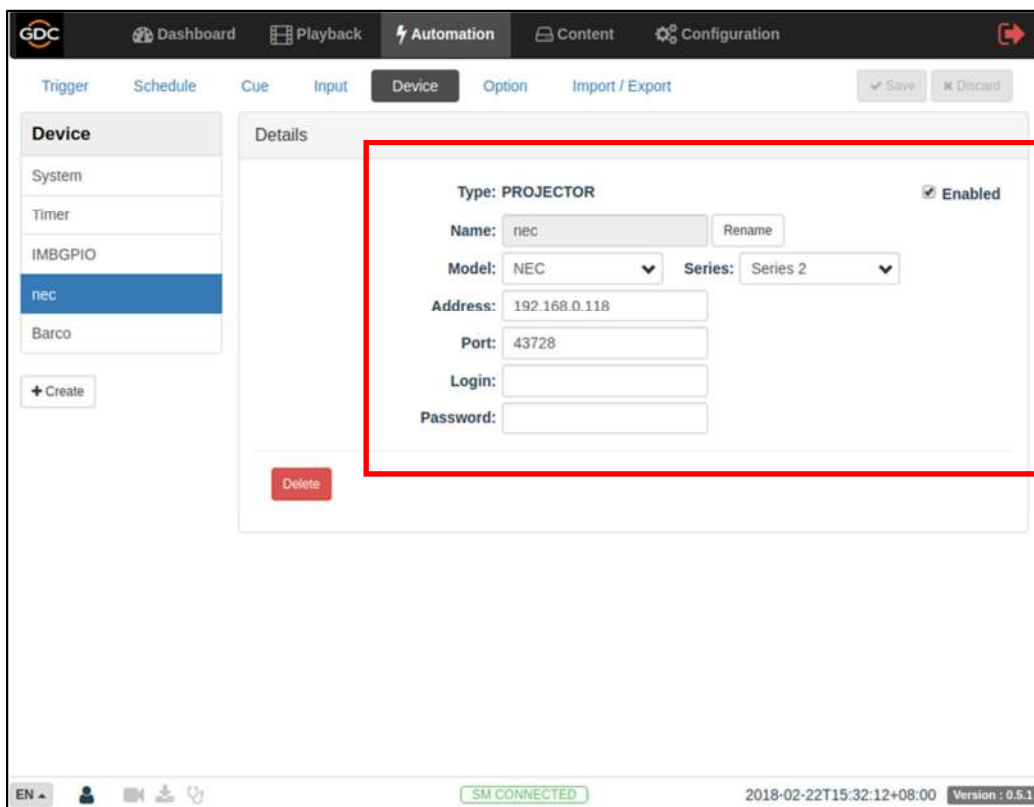 GDC Dashboard Playback Automation Content Configuration
Trigger Schedule Cue Input Device Option Import / Export Save Discard
Device
System
Timer
IMBGPIO
nec
Barco
+ Create
Details
Type: PROJECTOR Enabled
Name: nec Rename
Model: NEC Series: Series 2
Address: 192.168.0.118
Port: 43728
Login:
Password:
Delete
EN SM CONNECTED 2018-02-22T15:32:12+08:00 Version : 0.5.1